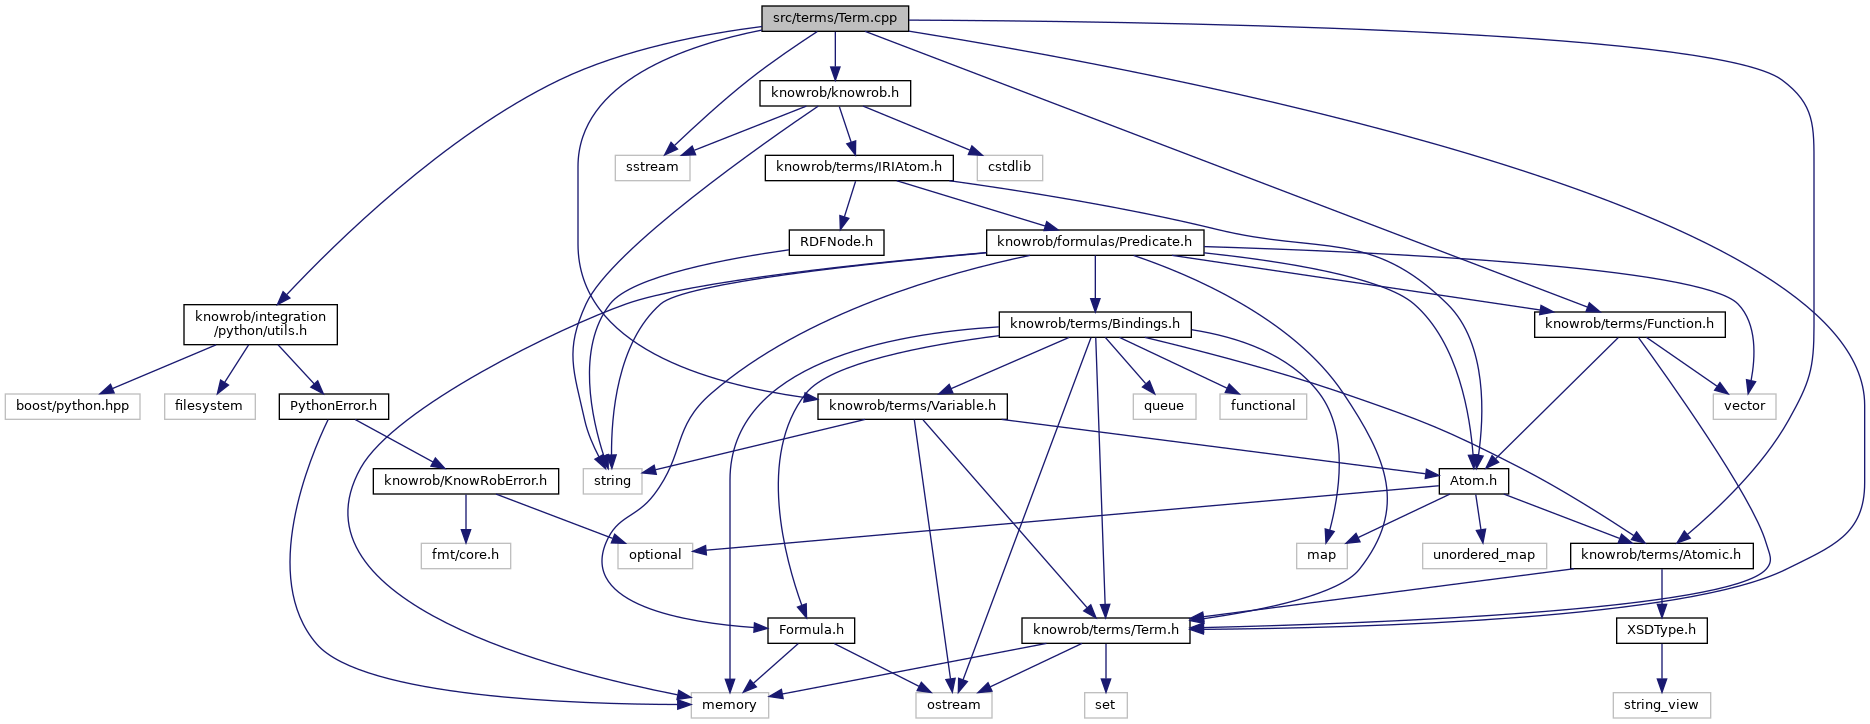 src/terms/Term.cpp
knowrob/knowrob.h
sstream
knowrob/terms/IRIAtom.h
cstdlib
RDFNode.h
knowrob/formulas/Predicate.h
knowrob/integration
/python/utils.h
knowrob/terms/Bindings.h
knowrob/terms/Function.h
boost/python.hpp
filesystem
PythonError.h
knowrob/terms/Variable.h
queue
functional
vector
knowrob/KnowRobError.h
string
Atom.h
fmt/core.h
optional
map
unordered_map
knowrob/terms/Atomic.h
Formula.h
knowrob/terms/Term.h
XSDType.h
memory
ostream
set
string_view